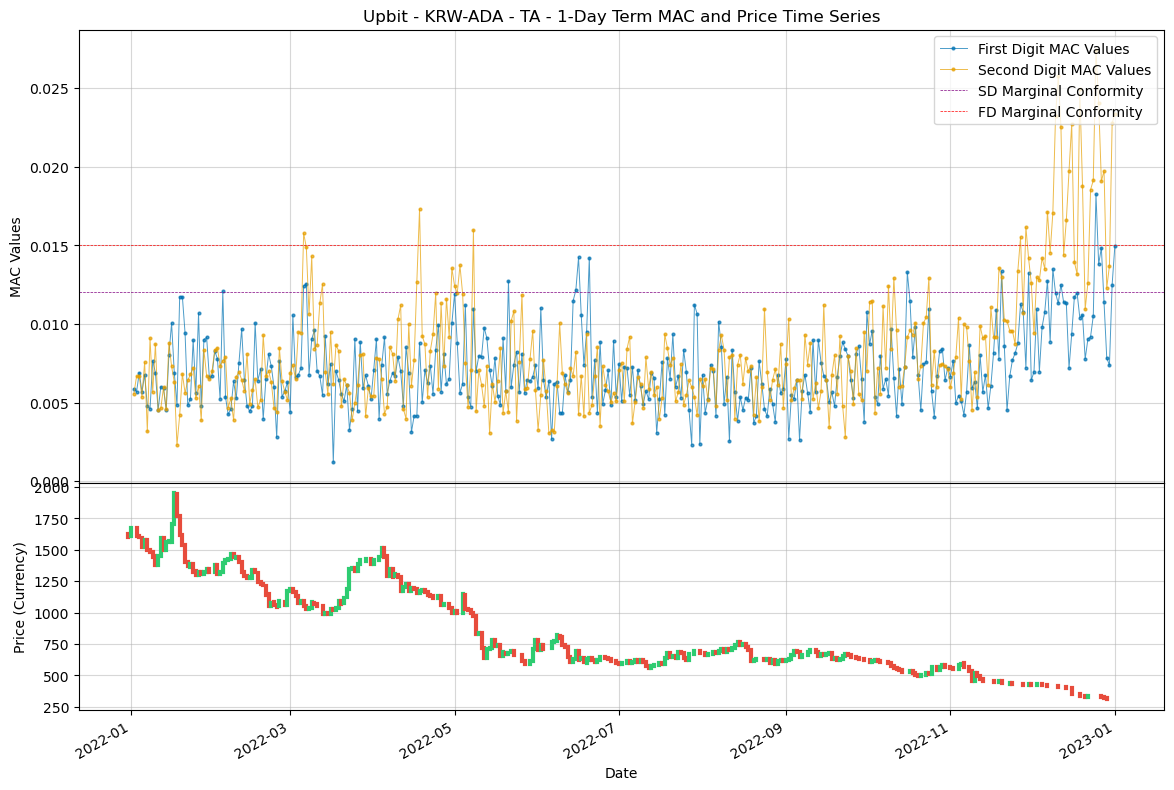 Upbit - KRW-ADA - TA - 1-Day Term MAC and Price Time Series
First Digit MAC Values
Second Digit MAC Values
SD Marginal Conformity
FD Marginal Conformity
MAC Values
0.025
0.020
0.015
0.010
0.005
0.000
Price (Currency)
2000
1750
1500
1250
1000
750
500
250
2022-01
2022-03
2022-05
2022-07
2022-09
2022-11
2023-01
Date